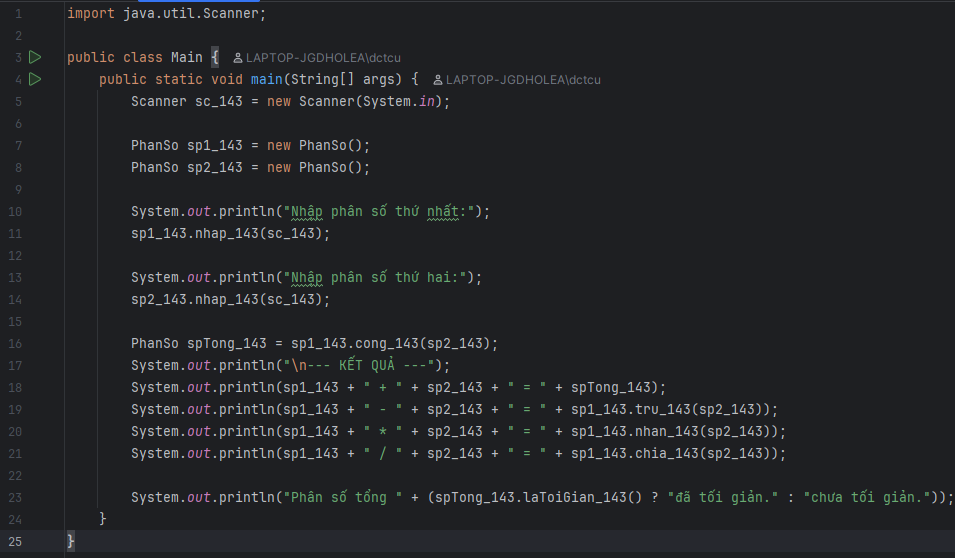 1 import java.util.Scanner;
2
3 public class Main { LAPTOP-JGDHOLEA\dctcu
4 public static void main(String[] args) { LAPTOP-JGDHOLEA\dctcu
5 Scanner sc_143 = new Scanner(System.in);
6
7 PhanSo sp1_143 = new PhanSo();
8 PhanSo sp2_143 = new PhanSo();
9
10 System.out.println("Nhập phân số thứ nhất:");
11 sp1_143.nhap_143(sc_143);
12
13 System.out.println("Nhập phân số thứ hai:");
14 sp2_143.nhap_143(sc_143);
15
16 PhanSo spTong_143 = sp1_143.cong_143(sp2_143);
17 System.out.println("\n--- KẾT QUẢ ---");
18 System.out.println(sp1_143 + " + " + sp2_143 + " = " + spTong_143);
19 System.out.println(sp1_143 + " - " + sp2_143 + " = " + sp1_143.tru_143(sp2_143));
20 System.out.println(sp1_143 + " * " + sp2_143 + " = " + sp1_143.nhan_143(sp2_143));
21 System.out.println(sp1_143 + " / " + sp2_143 + " = " + sp1_143.chia_143(sp2_143));
22
23 System.out.println("Phân số tổng " + (spTong_143.laToiGian_143() ? "đã tối giản." : "chưa tối giản."));
24 }
25 }